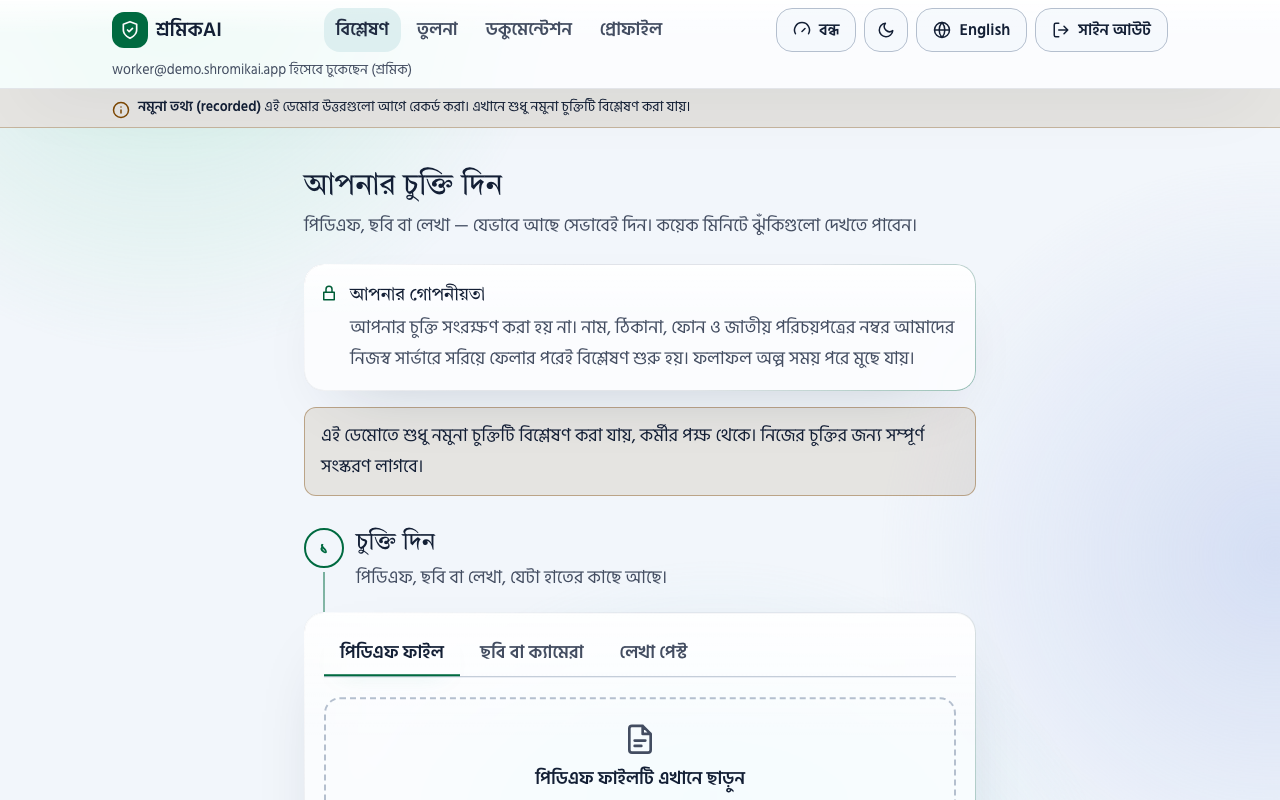 শ্রমিকAI
বিশ্লেষণ তুলনা ডকুমেন্টেশন প্রোফাইল
বন্ধ English সাইন আউট
worker@demo.shromikai.app হিসেবে ঢুকেছেন (শ্রমিক)
নমুনা তথ্য (recorded) এই ডেমোর উত্তরগুলো আগে রেকর্ড করা। এখানে শুধু নমুনা চুক্তিটি বিশ্লেষণ করা যায়।
আপনার চুক্তি দিন
পিডিএফ, ছবি বা লেখা — যেভাবে আছে সেভাবেই দিন। কয়েক মিনিটে ঝুঁকিগুলো দেখতে পাবেন।
আপনার গোপনীয়তা
আপনার চুক্তি সংরক্ষণ করা হয় না। নাম, ঠিকানা, ফোন ও জাতীয় পরিচয়পত্রের নম্বর আমাদের
নিজস্ব সার্ভারে সরিয়ে ফেলার পরেই বিশ্লেষণ শুরু হয়। ফলাফল অল্প সময় পরে মুছে যায়।
এই ডেমোতে শুধু নমুনা চুক্তিটি বিশ্লেষণ করা যায়, কর্মীর পক্ষ থেকে। নিজের চুক্তির জন্য সম্পূর্ণ
সংস্করণ লাগবে।
১
চুক্তি দিন
পিডিএফ, ছবি বা লেখা, যেটা হাতের কাছে আছে।
পিডিএফ ফাইল ছবি বা ক্যামেরা লেখা পেস্ট
পিডিএফ ফাইলটি এখানে ছাড়ুন